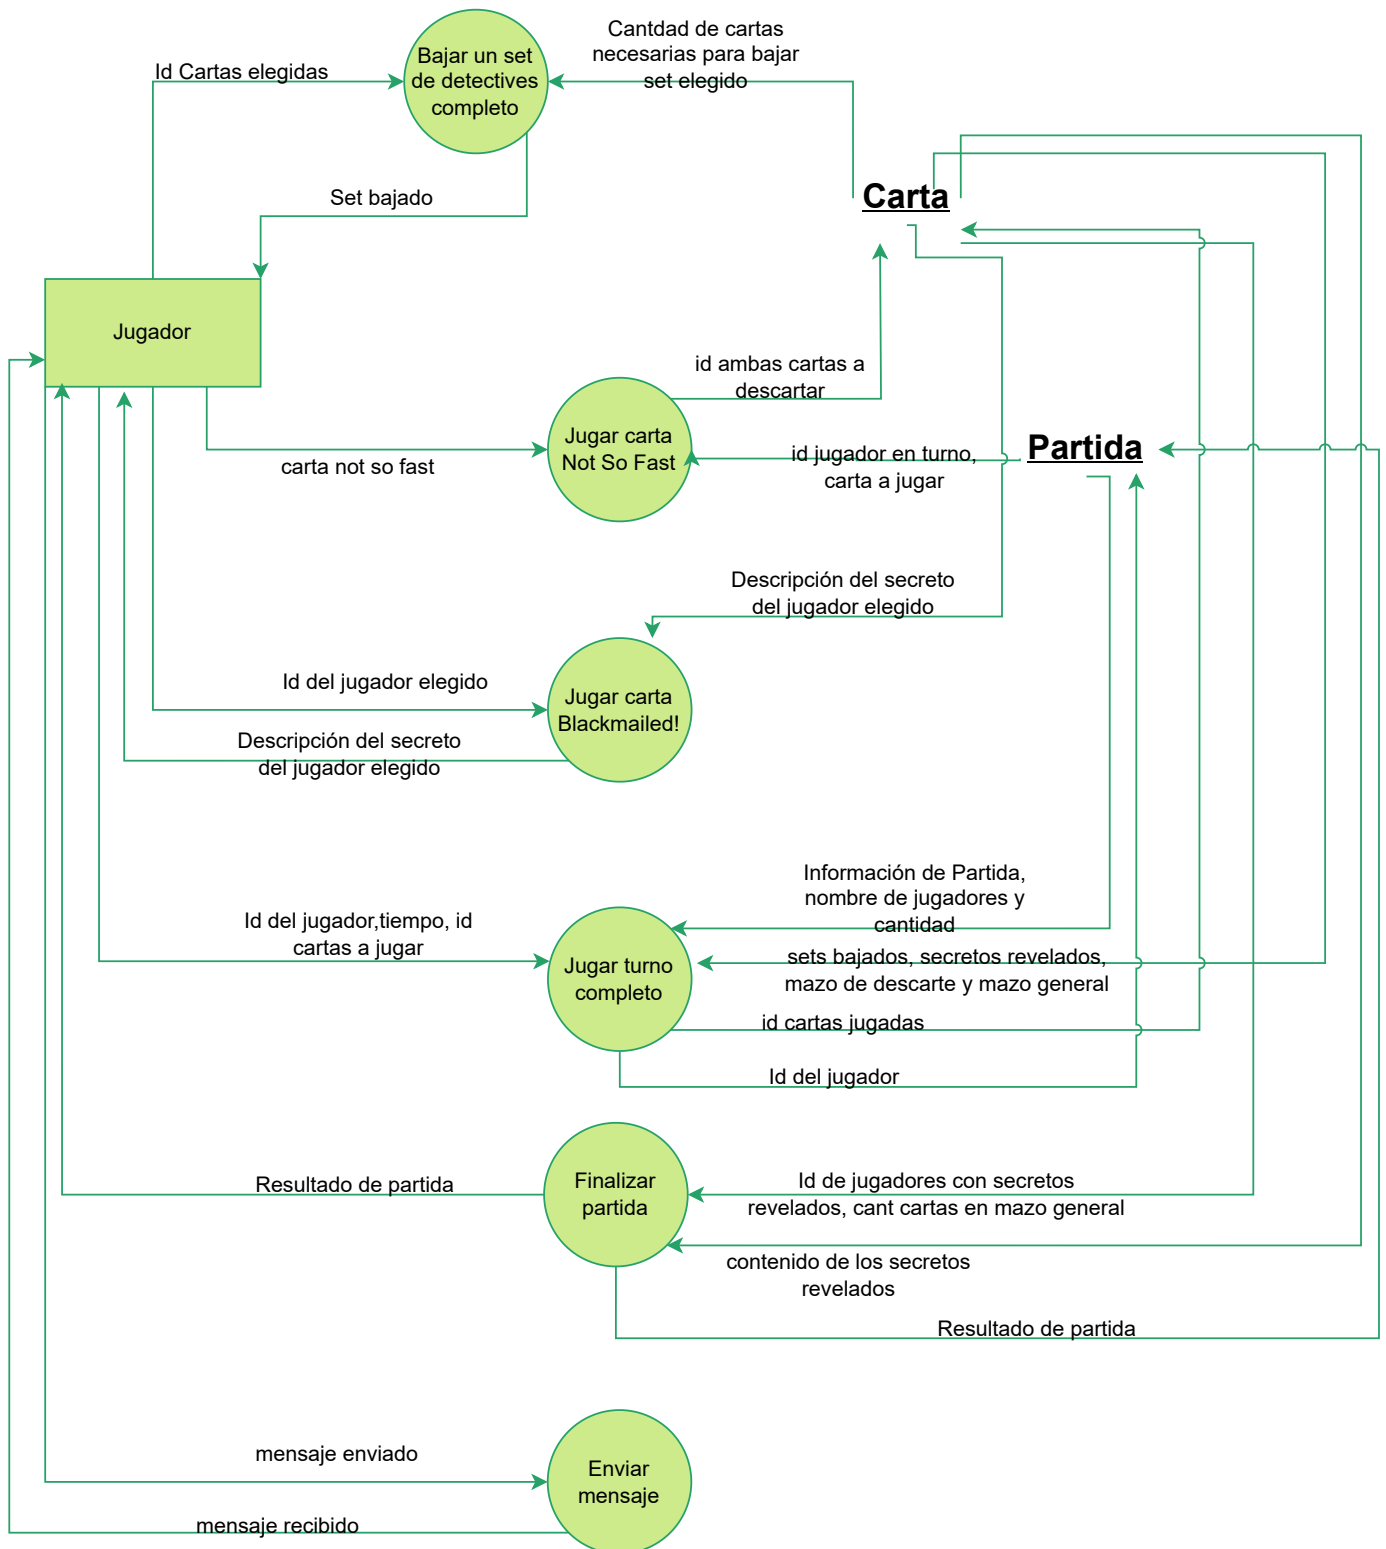 Cantdad de cartas
necesarias para bajar
set elegido
Bajar un set
de detectives
completo
Id Cartas elegidas
Set bajado
Carta
Jugador
id ambas cartas a
descartar
Jugar carta
Not So Fast
carta not so fast
id jugador en turno,
carta a jugar
Partida
Descripción del secreto
del jugador elegido
Id del jugador elegido
Jugar carta
Blackmailed!
Descripción del secreto
del jugador elegido
Información de Partida,
nombre de jugadores y
cantidad
Id del jugador,tiempo, id
cartas a jugar
Jugar turno
completo
sets bajados, secretos revelados,
mazo de descarte y mazo general
id cartas jugadas
Id del jugador
Resultado de partida
Finalizar
partida
Id de jugadores con secretos
revelados, cant cartas en mazo general
contenido de los secretos
revelados
Resultado de partida
mensaje enviado
Enviar
mensaje
mensaje recibido